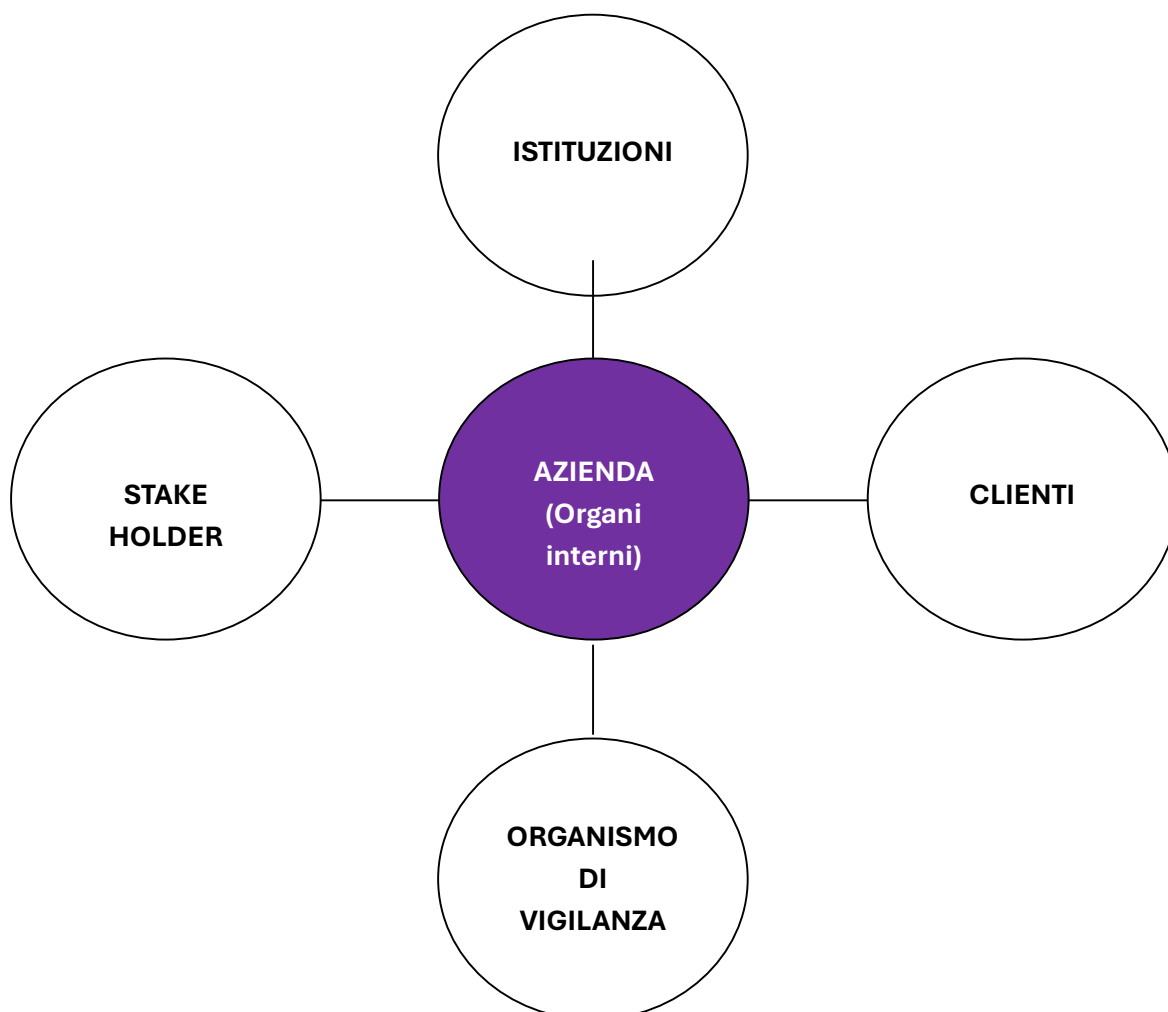 ISTITUZIONI
STAKE
HOLDER
AZIENDA
(Organi
interni)
CLIENTI
ORGANISMO
DI
VIGILANZA